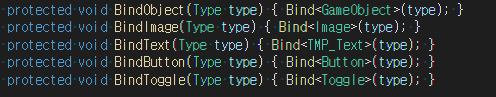 protected void BindObject(Type type) { Bind<GameObject>(type); }
protected void BindImage(Type type) { Bind<Image>(type); }
protected void BindText(Type type) { Bind<TMP_Text>(type); }
protected void BindButton(Type type) { Bind<Button>(type); }
protected void BindToggle(Type type) { Bind<Toggle>(type); }